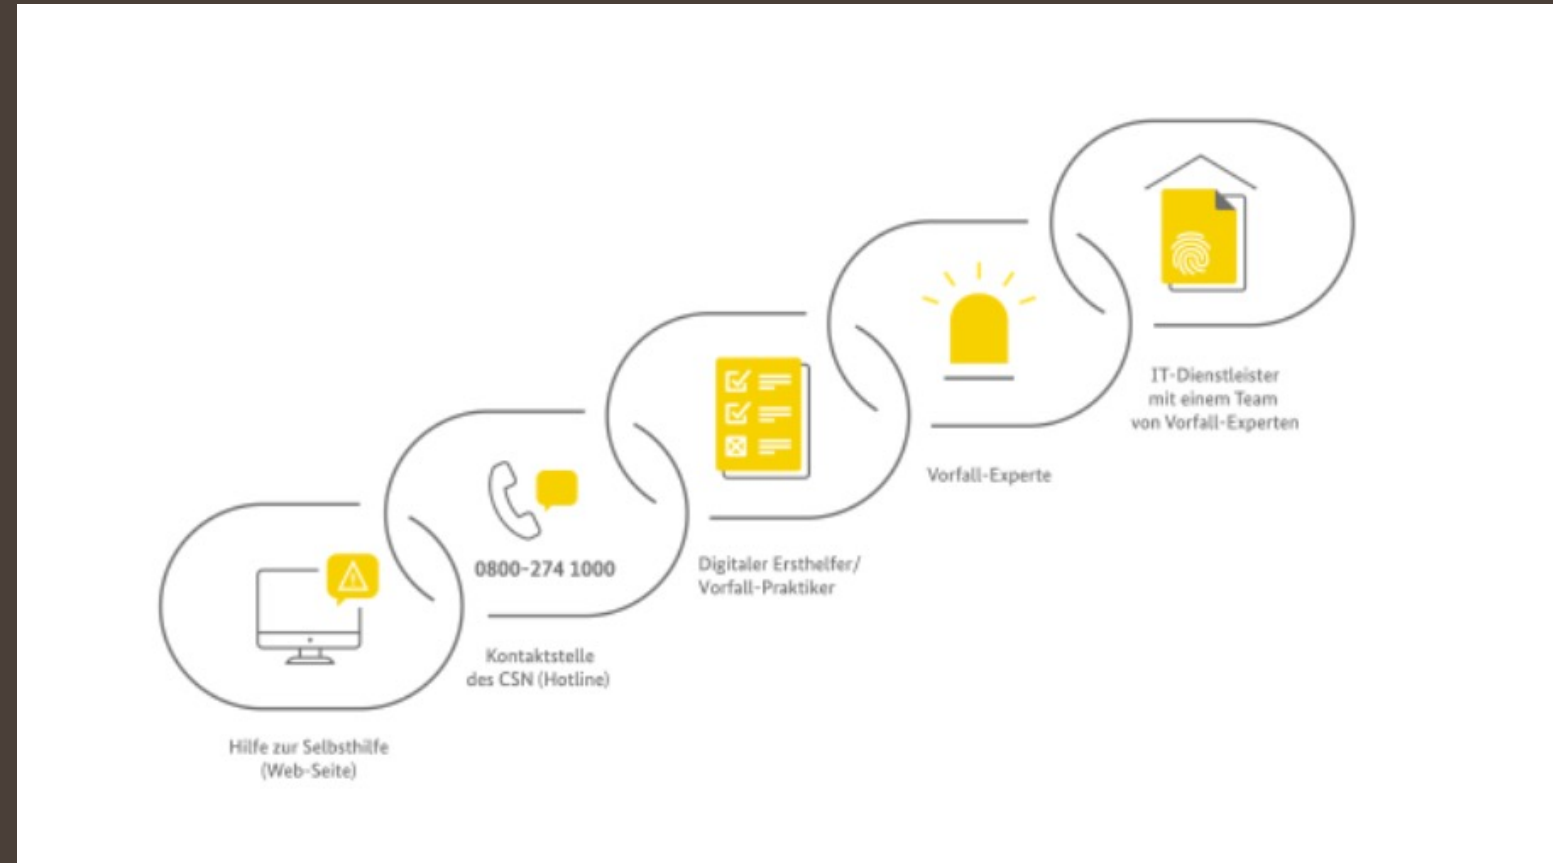 Hilfe zur Selbsthilfe
(Web-Seite)
0800-274 1000
Kontaktstelle
des CSN (Hotline)
Digitaler Ersthelfer/
Vorfall-Praktiker
Vorfall-Experte
IT-Dienstleister
mit einem Team
von Vorfall-Experten